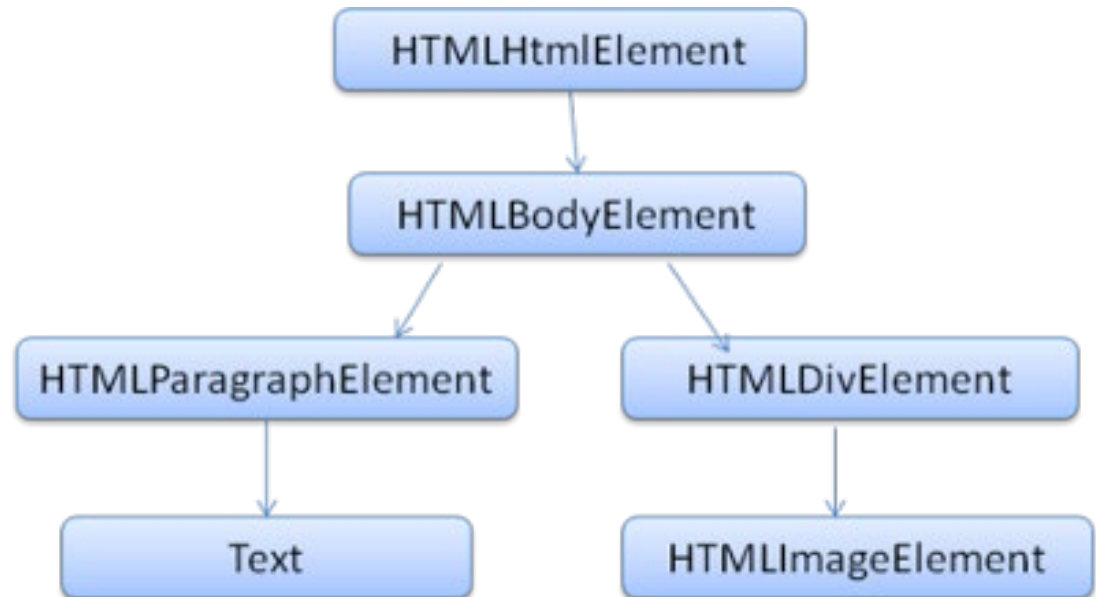 HTMLHtmlElement
HTMLBodyElement
HTMLParagraphElement
HTMLDivElement
Text
HTMLImageElement